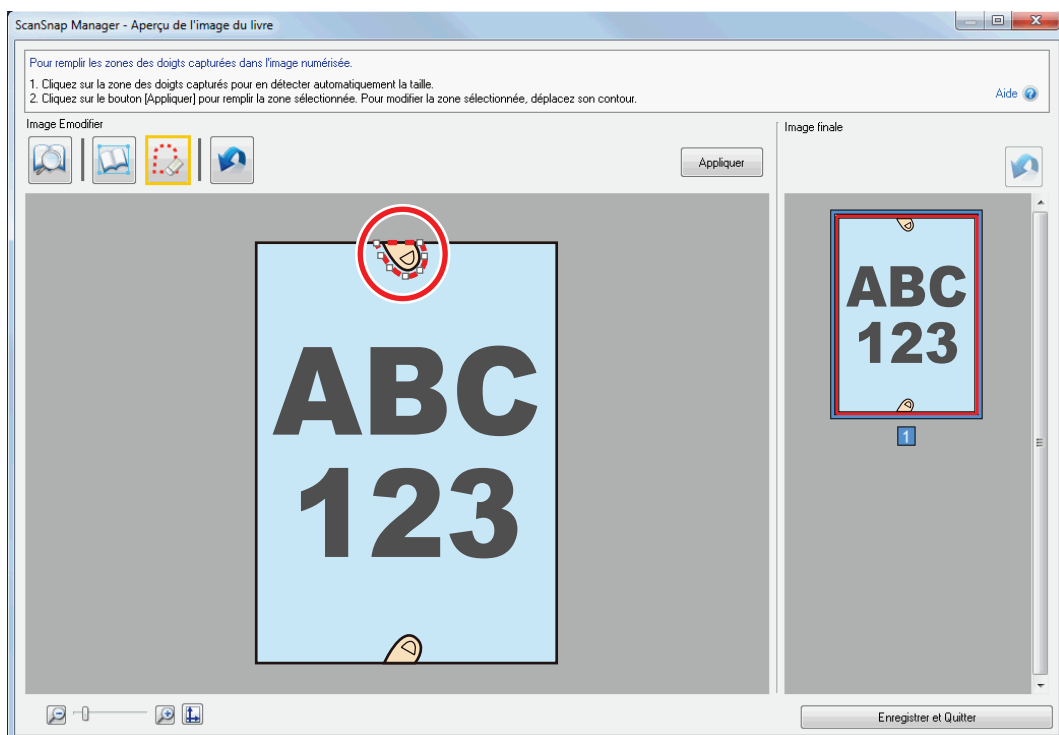 ScanSnap Manager - Aperçu de l'image du livre
Pour remplir les zones des doigts capturées dans l'image numérisée.
1. Cliquez sur la zone des doigts capturés pour en détecter automatiquement la taille.
2. Cliquez sur le bouton [Appliquer] pour remplir la zone sélectionnée. Pour modifier la zone sélectionnée, déplacez son contour.
Aide
Image Emodifier
Appliquer
ABC
123
Image finale
ABC
123
1
Enregistrer et Quitter